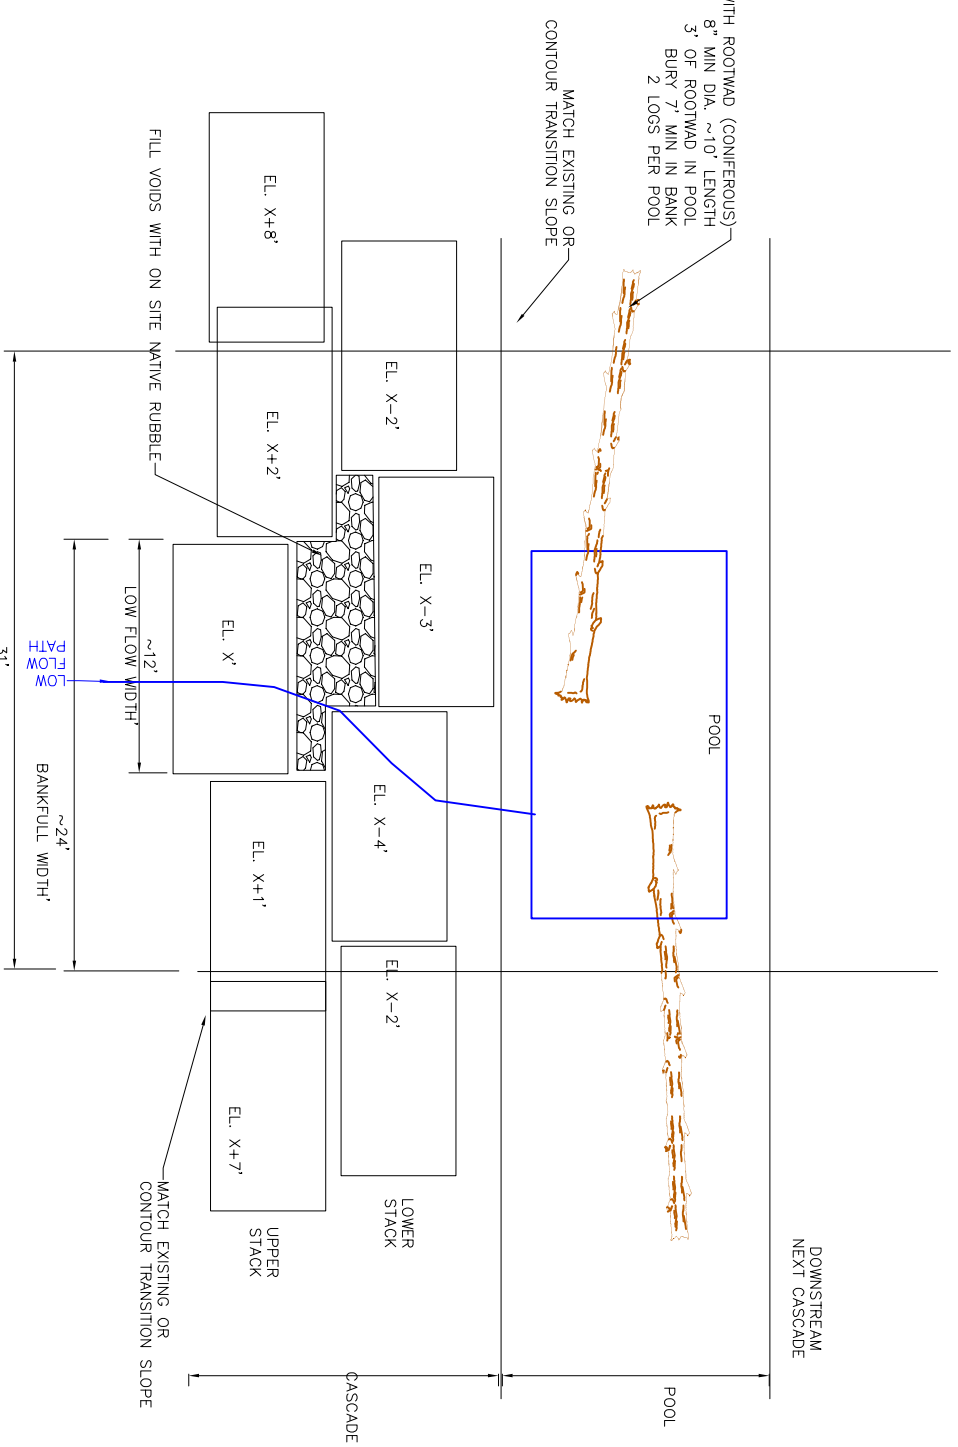 WITH ROOTWAD (CONIFEROUS)
8" MIN DIA. ~10' LENGTH
3' OF ROOTWAD IN POOL
BURY 7' MIN IN BANK
2 LOGS PER POOL
MATCH EXISTING OR
CONTOUR TRANSITION SLOPE
FILL VOIDS WITH ON SITE NATIVE RUBBLE
EL. X+8'
EL. X+2'
EL. X-2'
EL. X-3'
EL. X'
EL. X-4'
EL. X+1'
EL. X-2'
EL. X+7'
POOL
~12'
LOW FLOW WIDTH'
LOW
FLOW
PATH
~24'
BANKFULL WIDTH'
31'
LOWER
STACK
UPPER
STACK
MATCH EXISTING OR
CONTOUR TRANSITION SLOPE
DOWNSTREAM
NEXT CASCADE
POOL
CASCADE